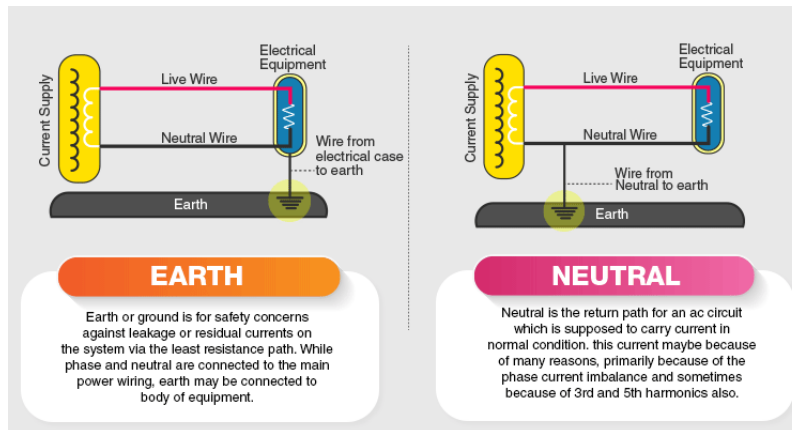 Electrical
Equipment
Live Wire
Current Supply
Neutral Wire
Wire from
electrical case
to earth
Earth
EARTH
Earth or ground is for safety concerns
against leakage or residual currents on
the system via the least resistance path. While
phase and neutral are connected to the main
power wiring, earth may be connected to
body of equipment.
Electrical
Equipment
Live Wire
Current Supply
Neutral Wire
Wire from
Neutral to earth
Earth
NEUTRAL
Neutral is the return path for an ac circuit
which is supposed to carry current in
normal condition. this current maybe because
of many reasons, primarily because of the
phase current imbalance and sometimes
because of 3rd and 5th harmonics also.